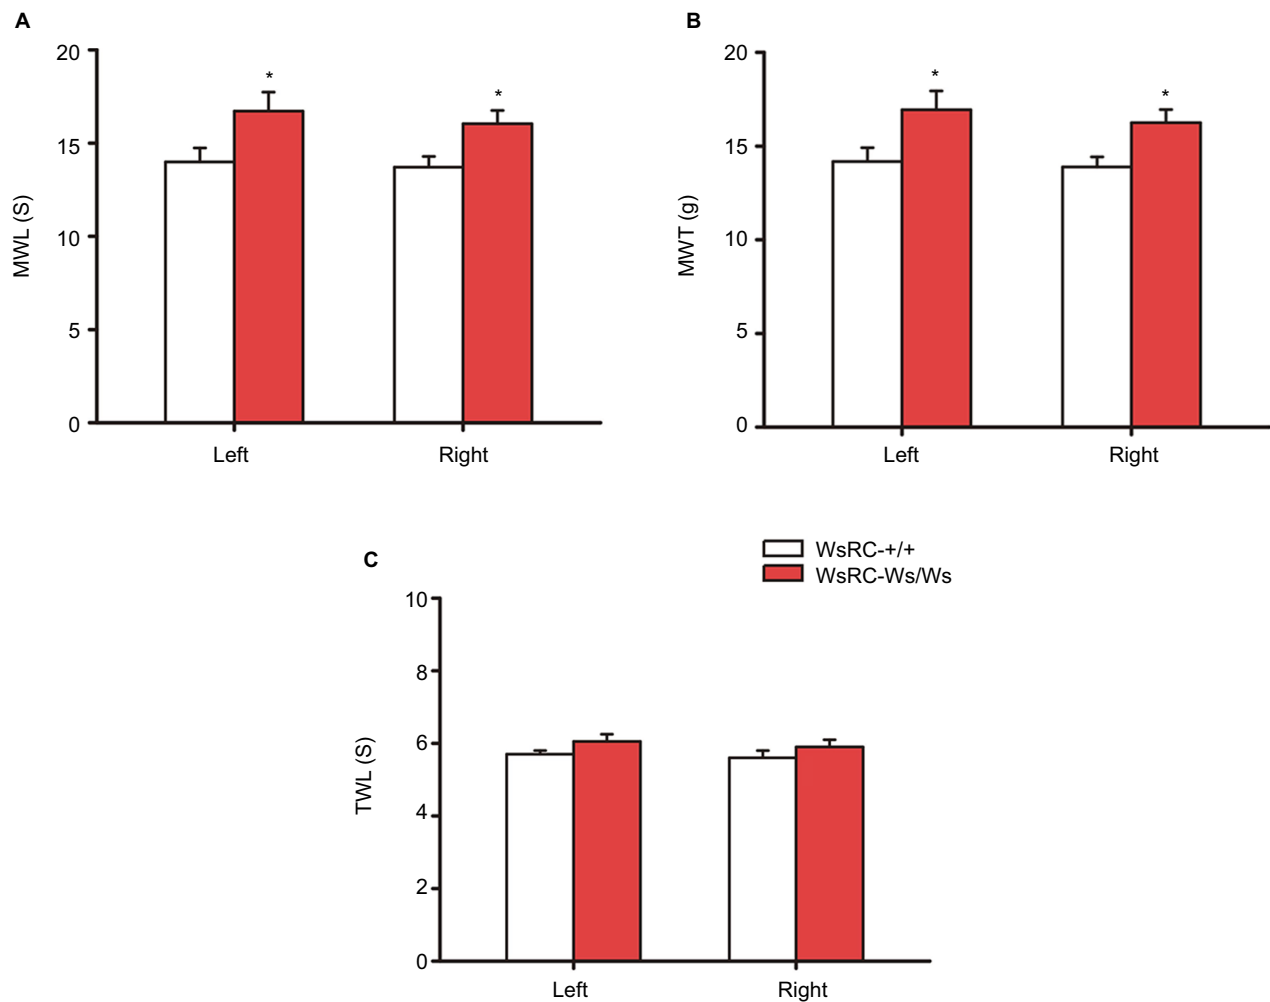 A
20
15
10
5
0
MWL (S)
*
*
Left
Right
B
20
15
10
5
0
MWT (g)
*
*
Left
Right
WsRC-+/+
WsRC-Ws/Ws
C
10
8
6
4
2
0
TWL (S)
Left
Right